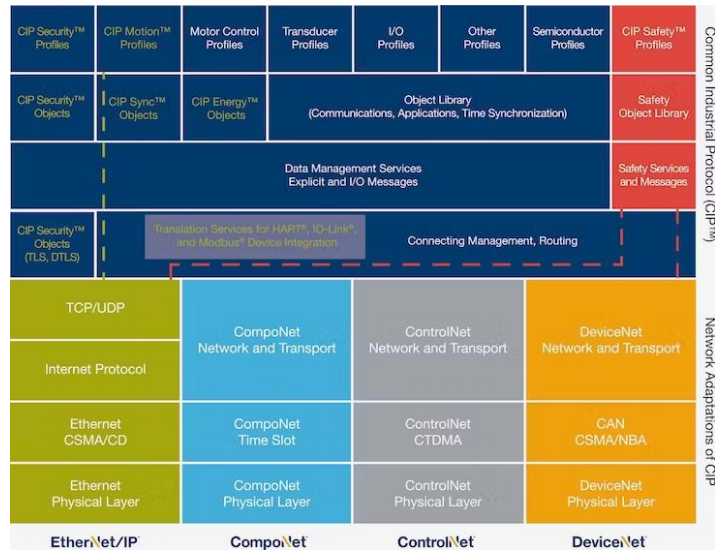 CIP Security™ Profiles
CIP Motion™ Profiles
Motor Control Profiles
Transducer Profiles
I/O Profiles
Other Profiles
Semiconductor Profiles
CIP Safety™ Profiles
CIP Security™ Objects
CIP Sync™ Objects
CIP Energy™ Objects
Object Library
(Communications, Applications, Time Synchronization)
Safety Object Library
Data Management Services
Explicit and I/O Messages
Safety Services and Messages
CIP Security™ Objects (TLS, DTLS)
Translation Services for HART®, IO-Link®,
and Modbus® Device Integration
Connecting Management, Routing
Common Industrial Protocol (CIP™)
TCP/UDP
Internet Protocol
CompoNet
Network and Transport
ControlNet
Network and Transport
DeviceNet
Network and Transport
Ethernet
CSMA/CD
CompoNet
Time Slot
ControlNet
CTDMA
CAN
CSMA/NBA
Ethernet
Physical Layer
CompoNet
Physical Layer
ControlNet
Physical Layer
DeviceNet
Physical Layer
Network Adaptations of CIP
EtherNet/IP
CompoNet
ControlNet
DeviceNet